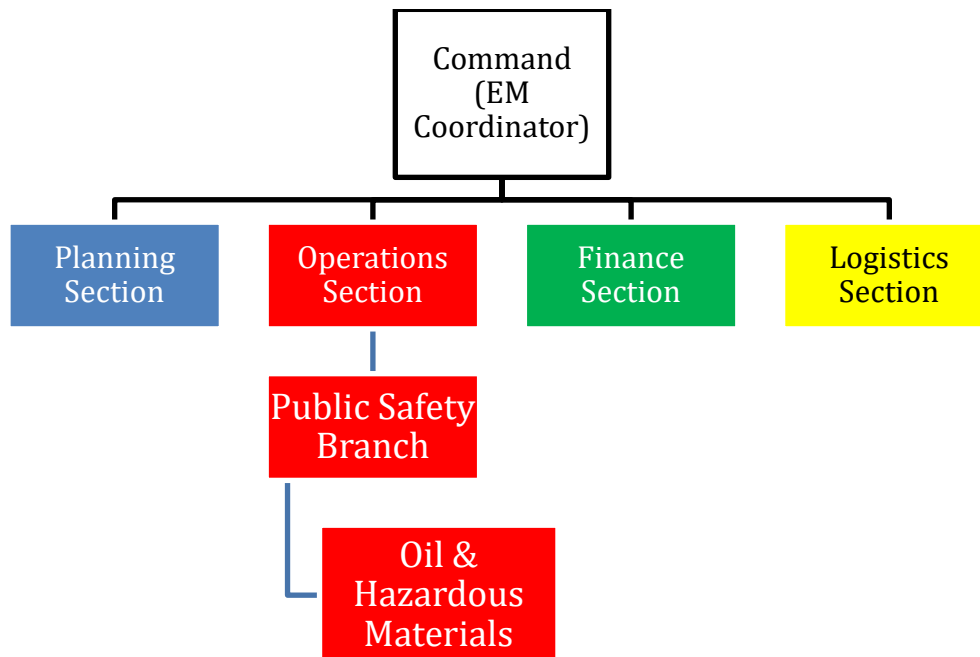 Command
(EM
Coordinator)
Planning
Section
Operations
Section
Finance
Section
Logistics
Section
Public Safety
Branch
Oil &
Hazardous
Materials